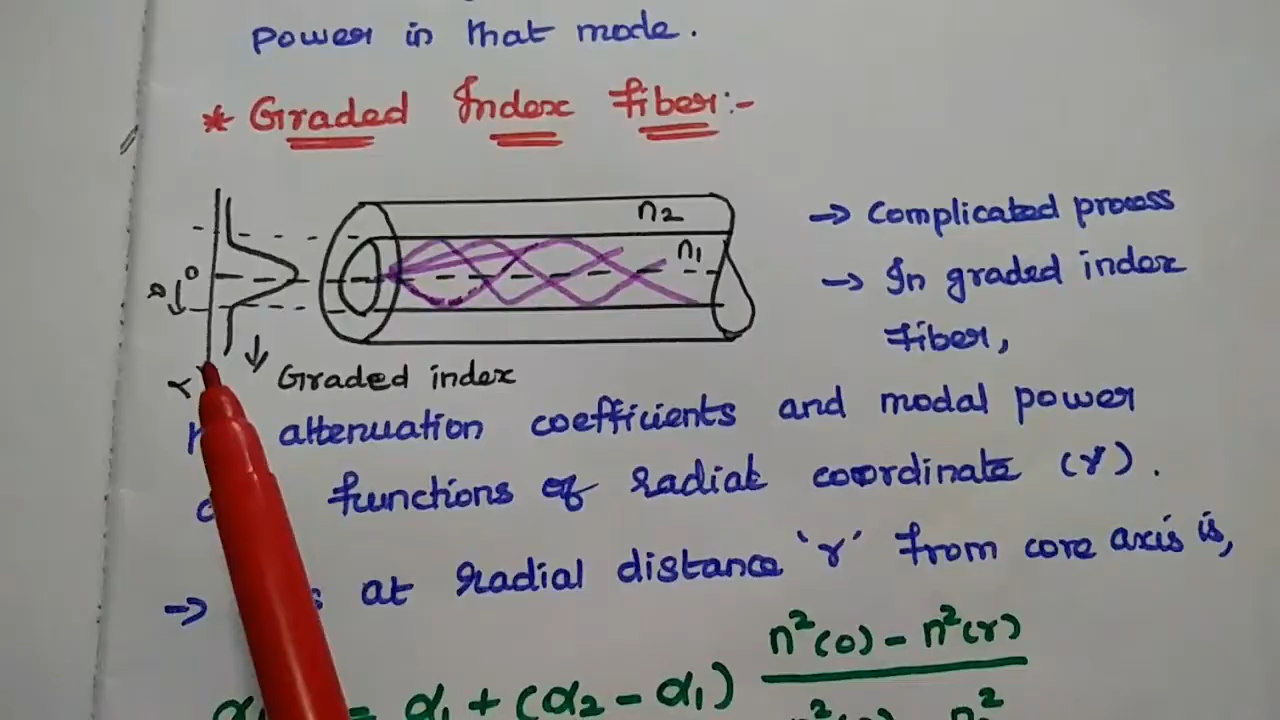 power in that mode.
* Graded Index Fiber:-
n2
n1
0
a
r
Graded index
→ complicated process
→ In graded index
Fiber,
attenuation coefficients and modal power
functions of radial coordinate (r).
→ at radial distance 'r' from core axis is,
= α1 + (α2 - α1) n²(0) - n²(r)